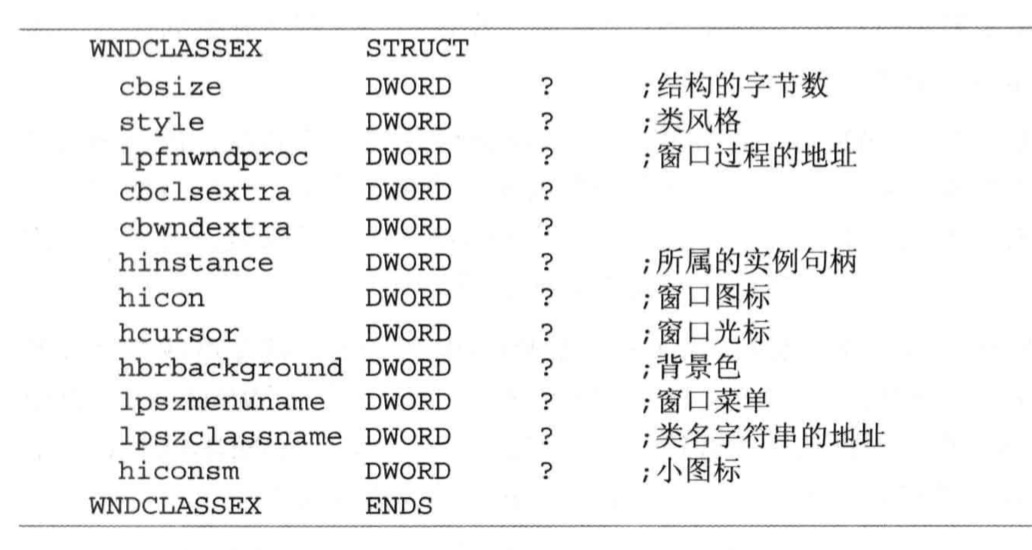 WNDCLASSEX STRUCT
cbsize DWORD ? ;结构的字节数
style DWORD ? ;类风格
lpfnwndproc DWORD ? ;窗口过程的地址
cbclsextra DWORD ?
cbwndextra DWORD ?
hinstance DWORD ? ;所属的实例句柄
hicon DWORD ? ;窗口图标
hcursor DWORD ? ;窗口光标
hbrbackground DWORD ? ;背景色
lpszmenuname DWORD ? ;窗口菜单
lpszclassname DWORD ? ;类名字符串的地址
hiconsm DWORD ? ;小图标
WNDCLASSEX ENDS